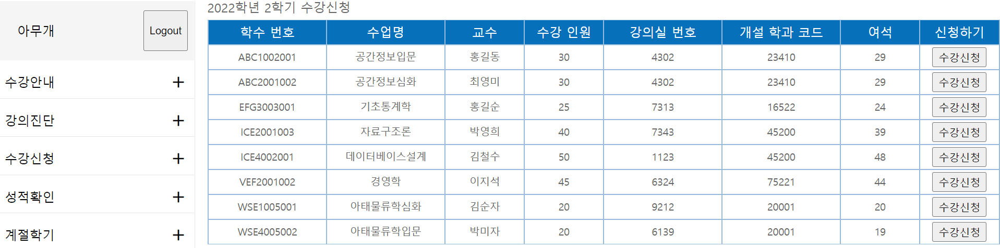 아무개
Logout
수강안내 +
강의진단 +
수강신청 +
성적확인 +
계절학기 +
2022학년 2학기 수강신청
학수 번호 수업명 교수 수강 인원 강의실 번호 개설 학과 코드 여석 신청하기
ABC1002001 공간정보입문 홍길동 30 4302 23410 29 수강신청
ABC2001002 공간정보심화 최영미 30 4302 23410 29 수강신청
EFG3003001 기초통계학 홍길순 25 7313 16522 24 수강신청
ICE2001003 자료구조론 박영희 40 7343 45200 39 수강신청
ICE4002001 데이터베이스설계 김철수 50 1123 45200 48 수강신청
VEF2001002 경영학 이지석 45 6324 75221 44 수강신청
WSE1005001 아태물류학심화 김순자 20 9212 20001 20 수강신청
WSE4005002 아태물류학입문 박미자 20 6139 20001 19 수강신청